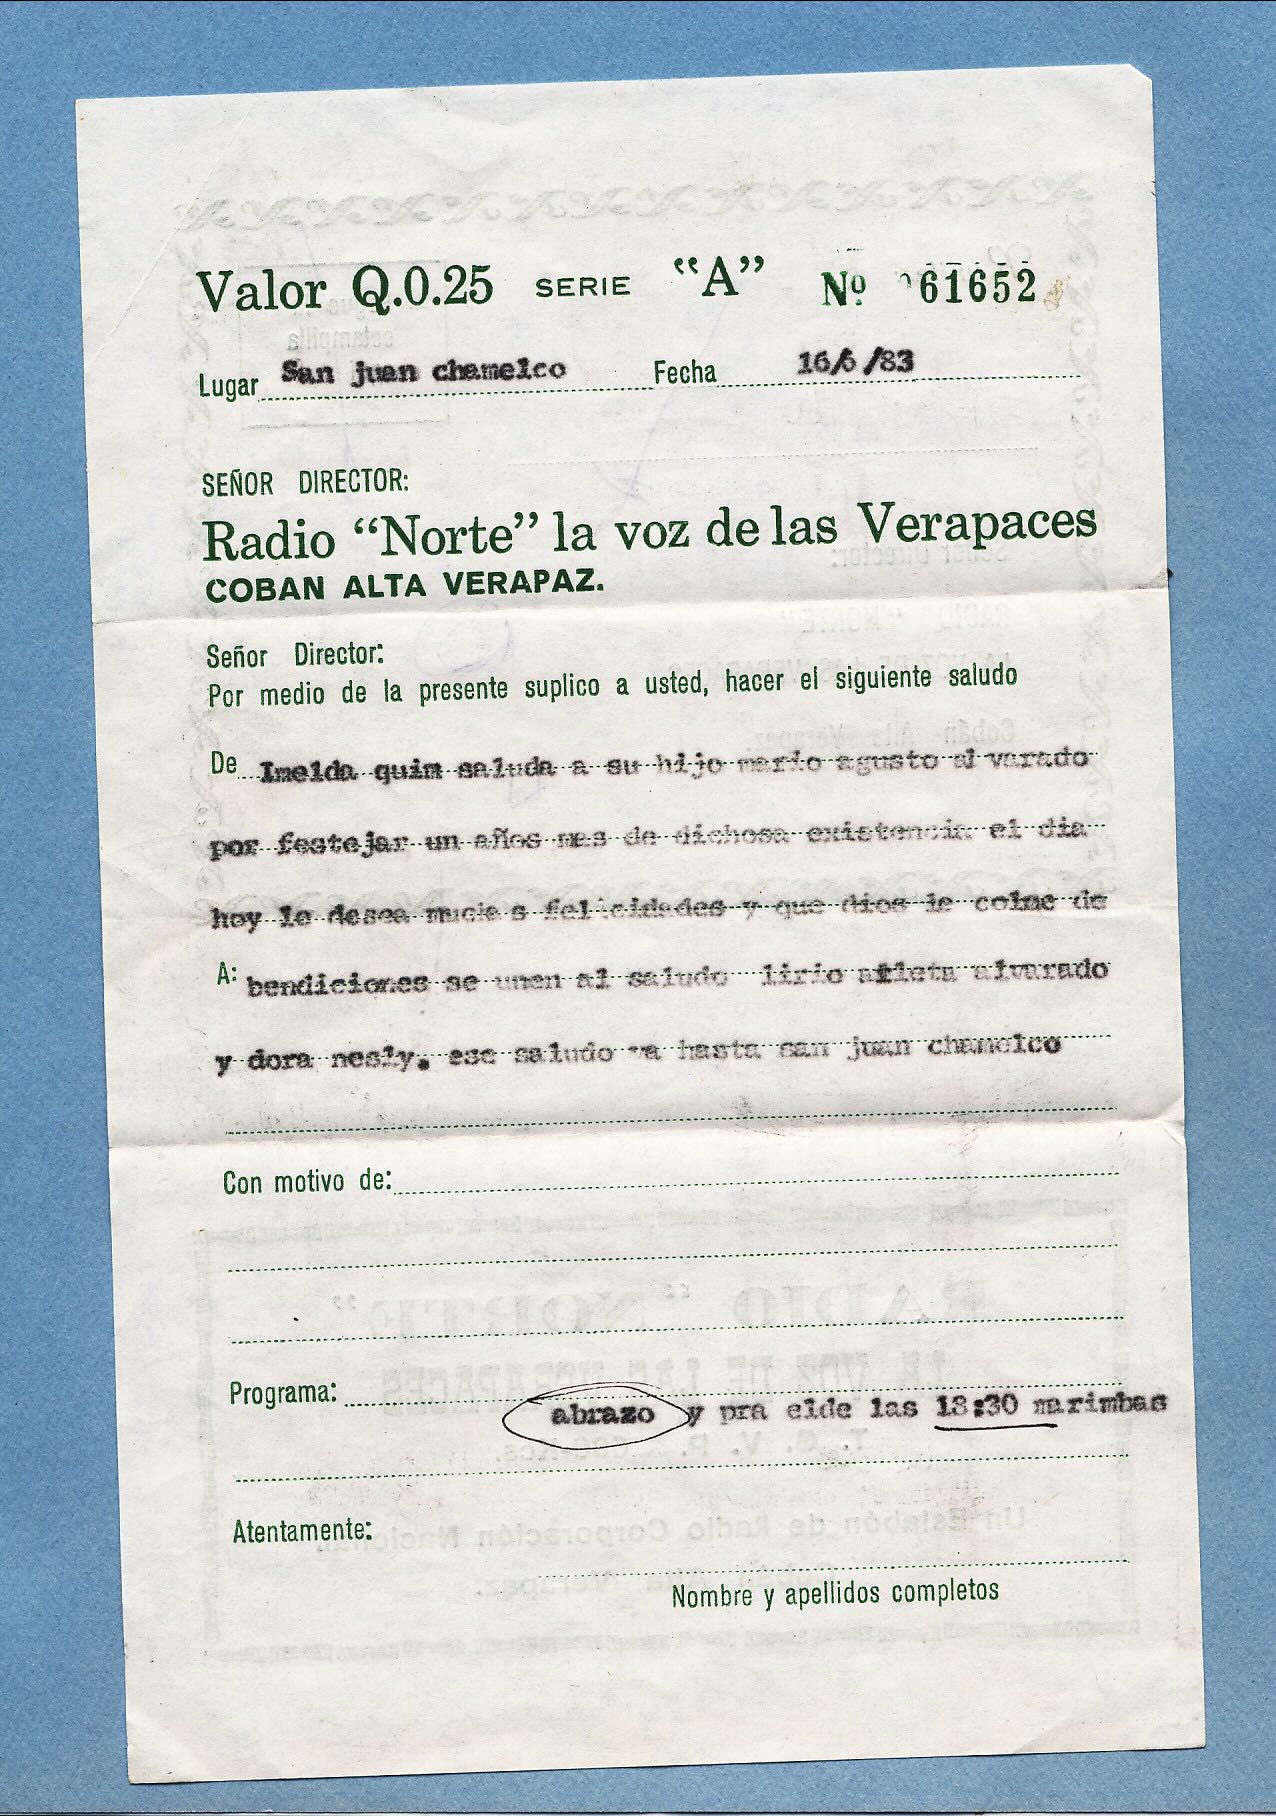 Valor Q.0.25 SERIE “A” Nº 061652
Lugar San juan chamelco Fecha 16/6/83
SEÑOR DIRECTOR:
Radio “Norte” la voz de las Verapaces
COBAN ALTA VERAPAZ.
Señor Director:
Por medio de la presente suplico a usted, hacer el siguiente saludo
De Imelda quim saluda a su hijo mario agusto alvarado
por festejar un años mas de dichosa existencia el dia
hoy le desea muchas felicidades y que dios le colme de
A: bendiciones se unen al saludo lirio alvarado
y dora nesly. ese saludo va hasta san juan chamelco
Con motivo de:
Programa:
abrazo y pra elde las 18:30 marimbas
Atentamente:
Nombre y apellidos completos